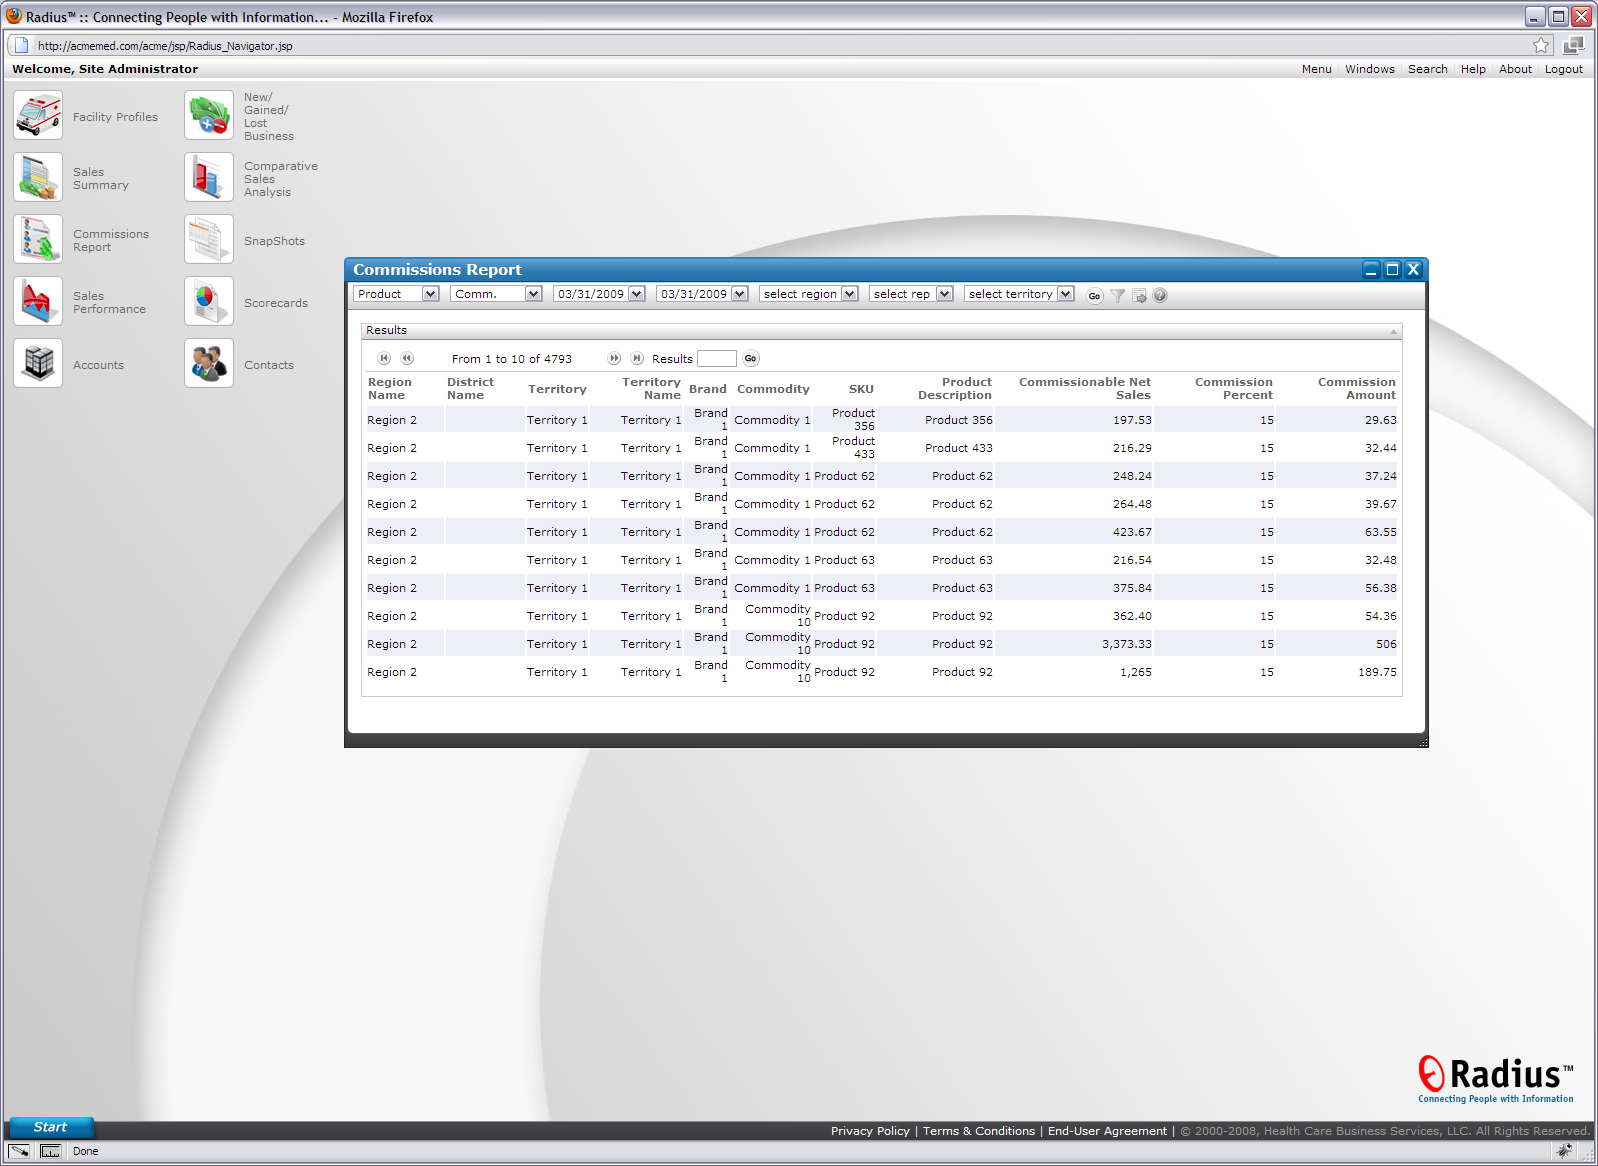 Radius™ :: Connecting People with Information... - Mozilla Firefox
http://acmemed.com/acme/jsp/Radius_Navigator.jsp
Welcome, Site Administrator
Menu Windows Search Help About Logout
Facility Profiles
New/
Gained/
Lost
Business
Sales
Summary
Comparative
Sales
Analysis
Commissions
Report
SnapShots
Sales
Performance
Scorecards
Accounts
Contacts
Commissions Report
Product Comm. 03/31/2009 03/31/2009 select region select rep select territory Go
Results
From 1 to 10 of 4793 Results Go
Region Name District Name Territory Territory Name Brand Commodity SKU Product Description Commissionable Net Sales Commission Percent Commission Amount
Region 2 Territory 1 Territory 1 Brand 1 Commodity 1 Product 356 Product 356 197.53 15 29.63
Region 2 Territory 1 Territory 1 Brand 1 Commodity 1 Product 433 Product 433 216.29 15 32.44
Region 2 Territory 1 Territory 1 Brand 1 Commodity 1 Product 62 Product 62 248.24 15 37.24
Region 2 Territory 1 Territory 1 Brand 1 Commodity 1 Product 62 Product 62 264.48 15 39.67
Region 2 Territory 1 Territory 1 Brand 1 Commodity 1 Product 62 Product 62 423.67 15 63.55
Region 2 Territory 1 Territory 1 Brand 1 Commodity 1 Product 63 Product 63 216.54 15 32.48
Region 2 Territory 1 Territory 1 Brand 1 Commodity 1 Product 63 Product 63 375.84 15 56.38
Region 2 Territory 1 Territory 1 Brand 1 Commodity 10 Product 92 Product 92 362.40 15 54.36
Region 2 Territory 1 Territory 1 Brand 1 Commodity 10 Product 92 Product 92 3,373.33 15 506
Region 2 Territory 1 Territory 1 Brand 1 Commodity 10 Product 92 Product 92 1,265 15 189.75
Radius™
Connecting People with Information
Start
Privacy Policy | Terms & Conditions | End-User Agreement | © 2000-2008, Health Care Business Services, LLC. All Rights Reserved.
Done